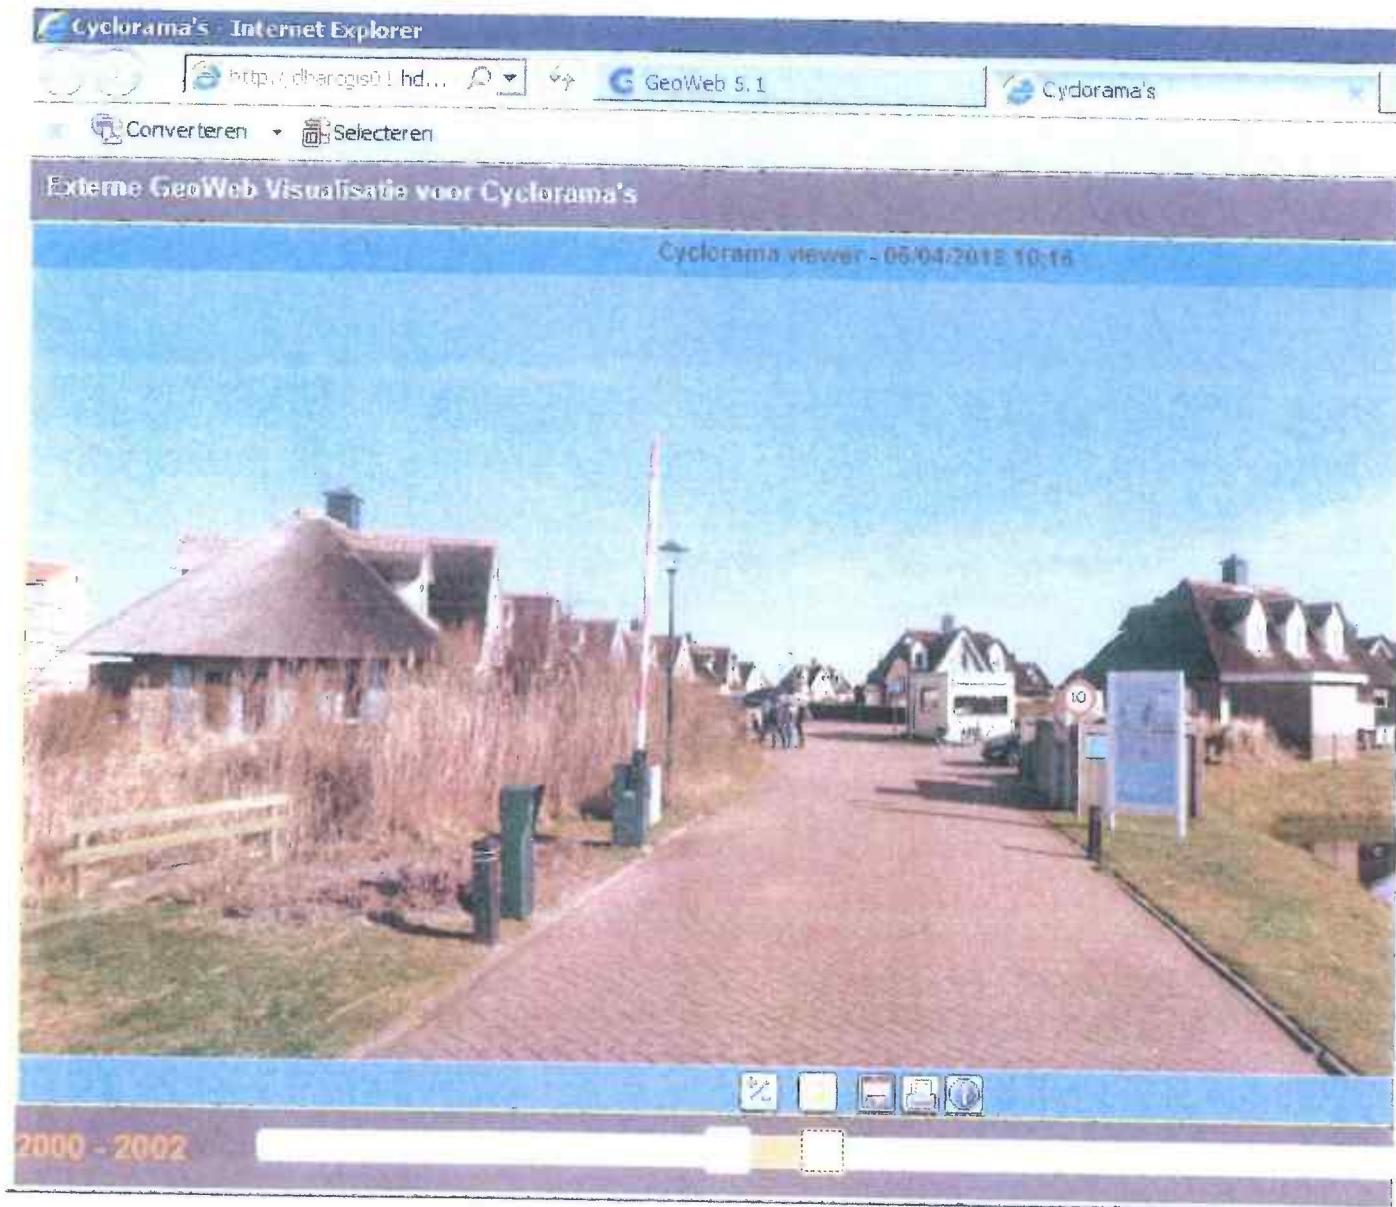 Cyclorama's - Internet Explorer
hd...
GeoWeb 5.1
Cyclorama's
Converteren
Selecteren
Externe GeoWeb Visualisatie voor Cyclorama's
Cyclorama viewer - 06/04/2018 10:16
10
2000 - 2002